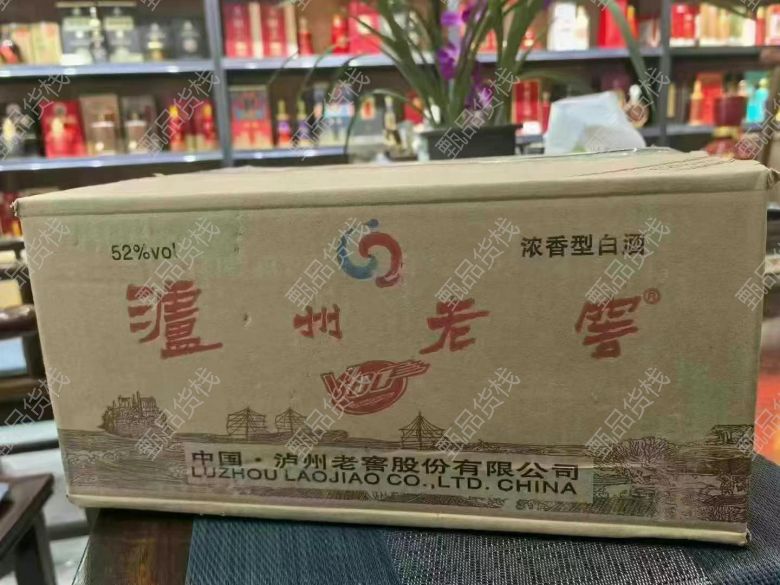 52%vol
浓香型白酒
瀘州老窖®
中国·泸州老窖股份有限公司
LUZHOU LAOJIAO CO.,LTD. CHINA
甄品货栈